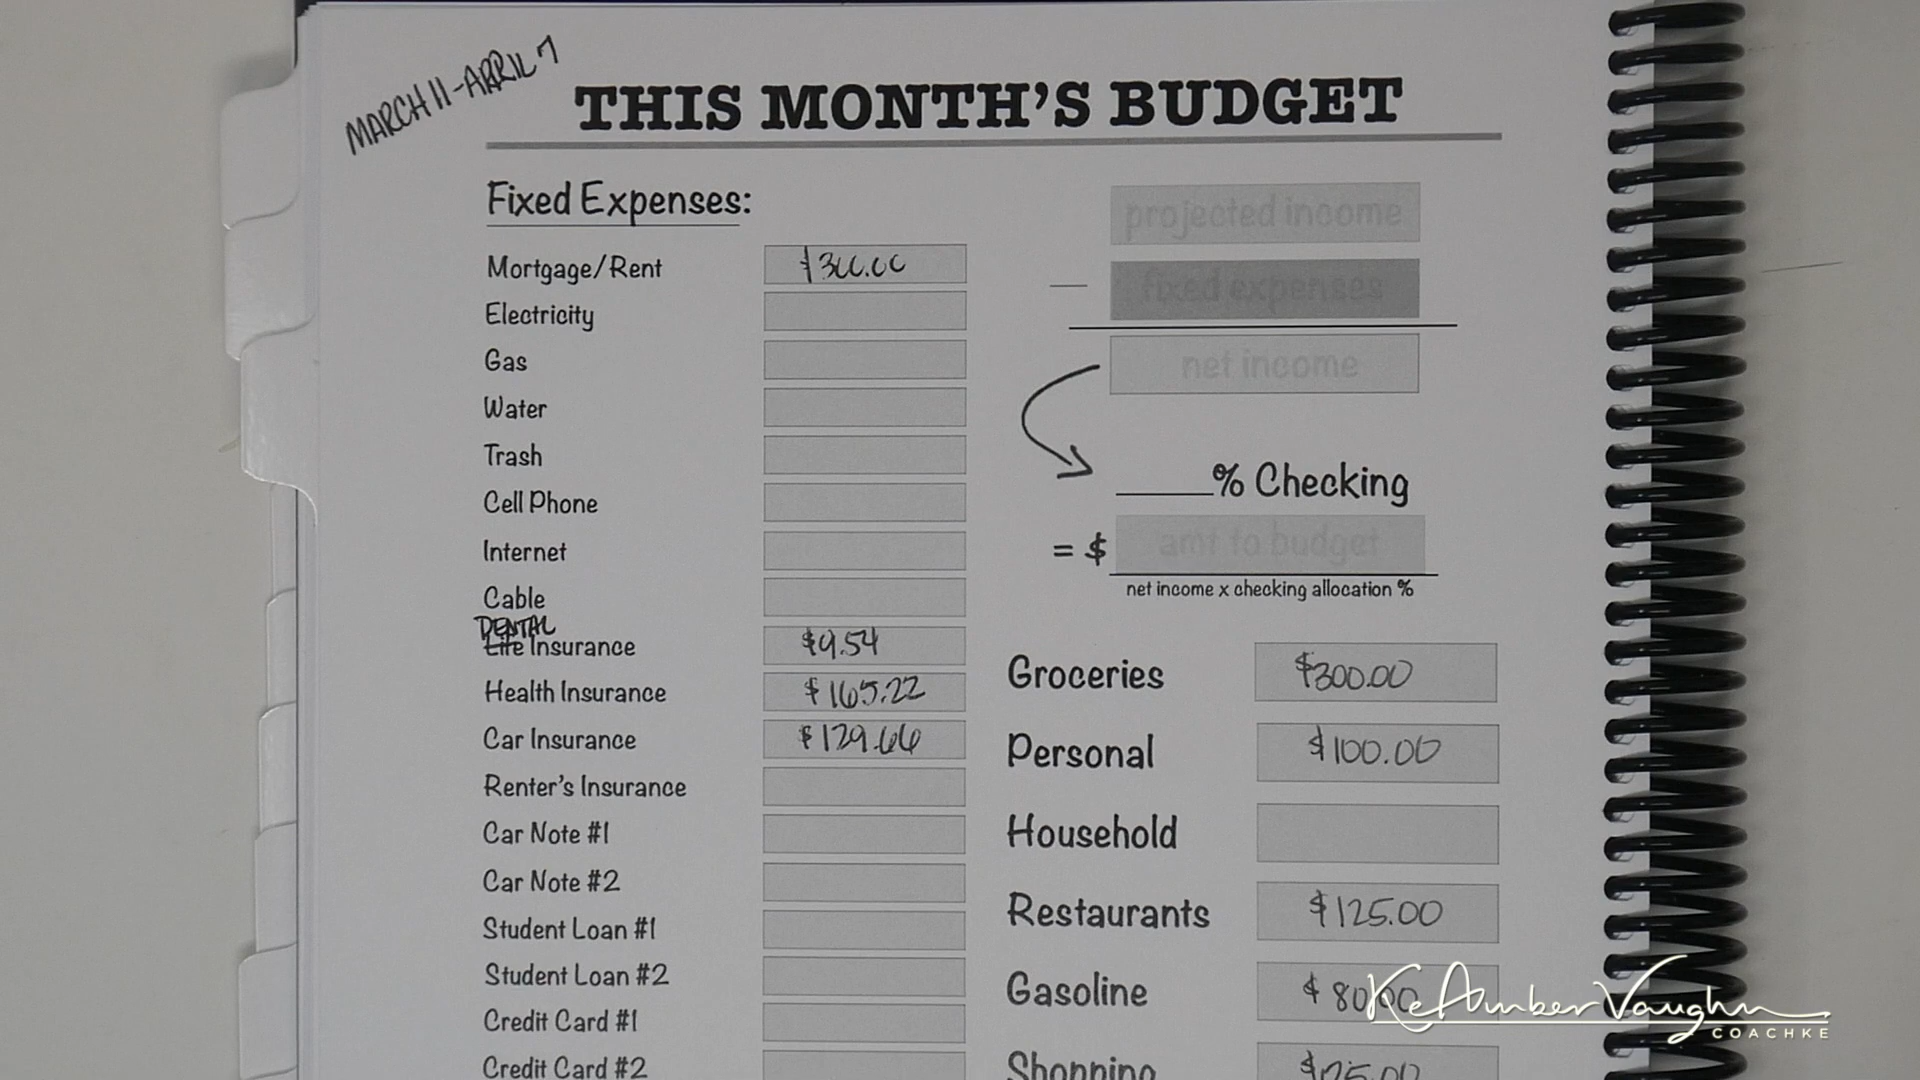 MARCH 11-APRIL 7
THIS MONTH'S BUDGET
Fixed Expenses:
Mortgage/Rent $300.00
Electricity
Gas
Water
Trash
Cell Phone
Internet
Cable
DENTAL
Life Insurance $9.54
Health Insurance $165.22
Car Insurance $129.66
Renter's Insurance
Car Note #1
Car Note #2
Student Loan #1
Student Loan #2
Credit Card #1
Credit Card #2
projected income
— fixed expenses
net income
_____% Checking
= $ amt to budget
net income x checking allocation %
Groceries $300.00
Personal $100.00
Household
Restaurants $125.00
Gasoline $80.00
Shopping
KeAmber Vaughn
COACHKE